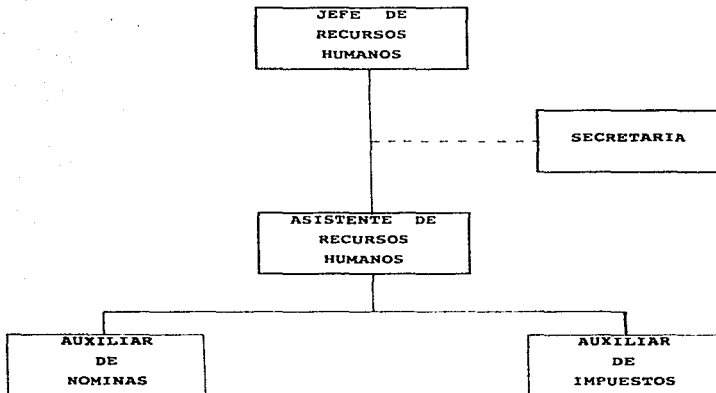 JEFE DE
RECURSOS
HUMANOS
SECRETARIA
ASISTENTE DE
RECURSOS
HUMANOS
AUXILIAR
DE
NOMINAS
AUXILIAR
DE
IMPUESTOS